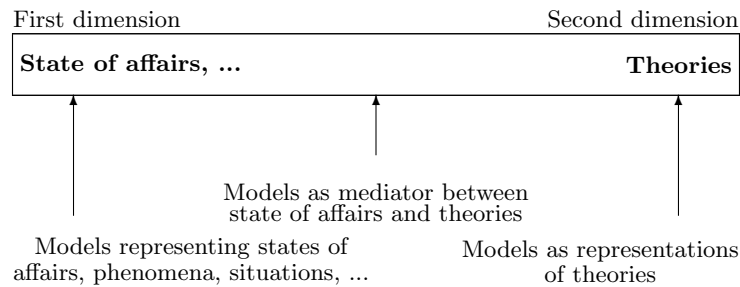 First dimension
Second dimension
State of affairs, ...
Theories
Models as mediator between
state of affairs and theories
Models representing states of
affairs, phenomena, situations, ...
Models as representations
of theories